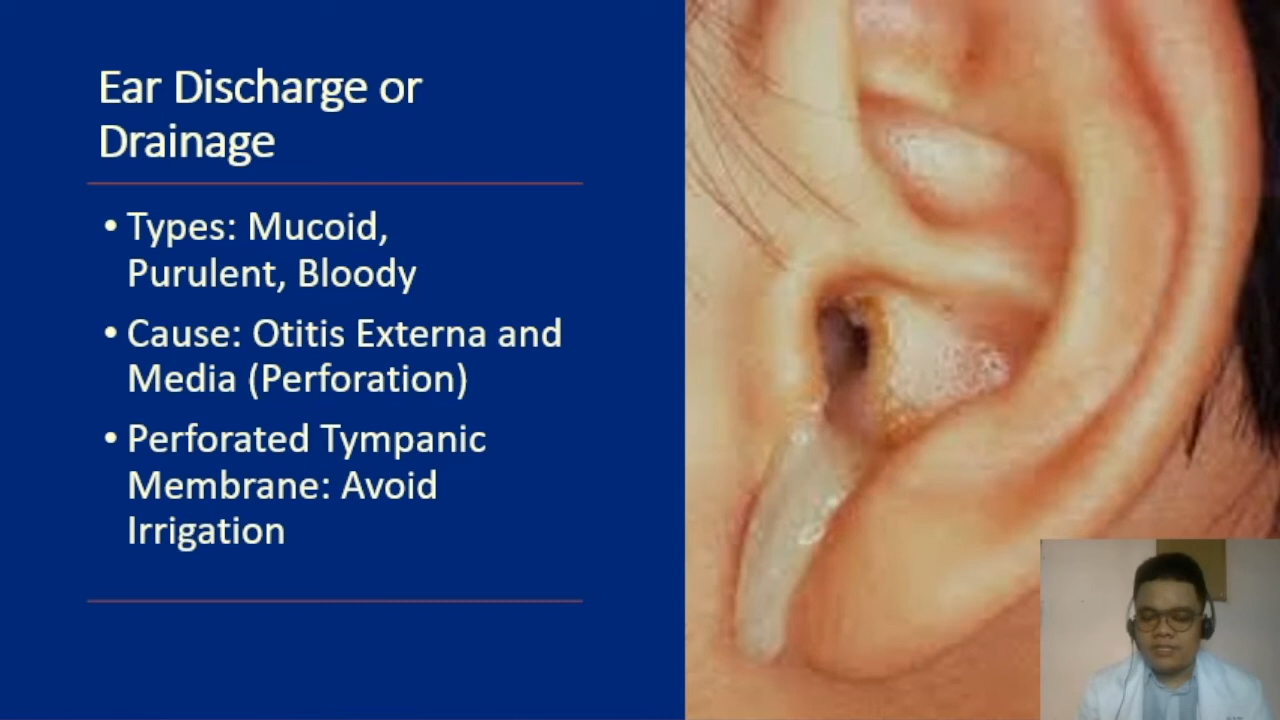 Ear Discharge or
Drainage
• Types: Mucoid,
Purulent, Bloody
• Cause: Otitis Externa and
Media (Perforation)
• Perforated Tympanic
Membrane: Avoid
Irrigation